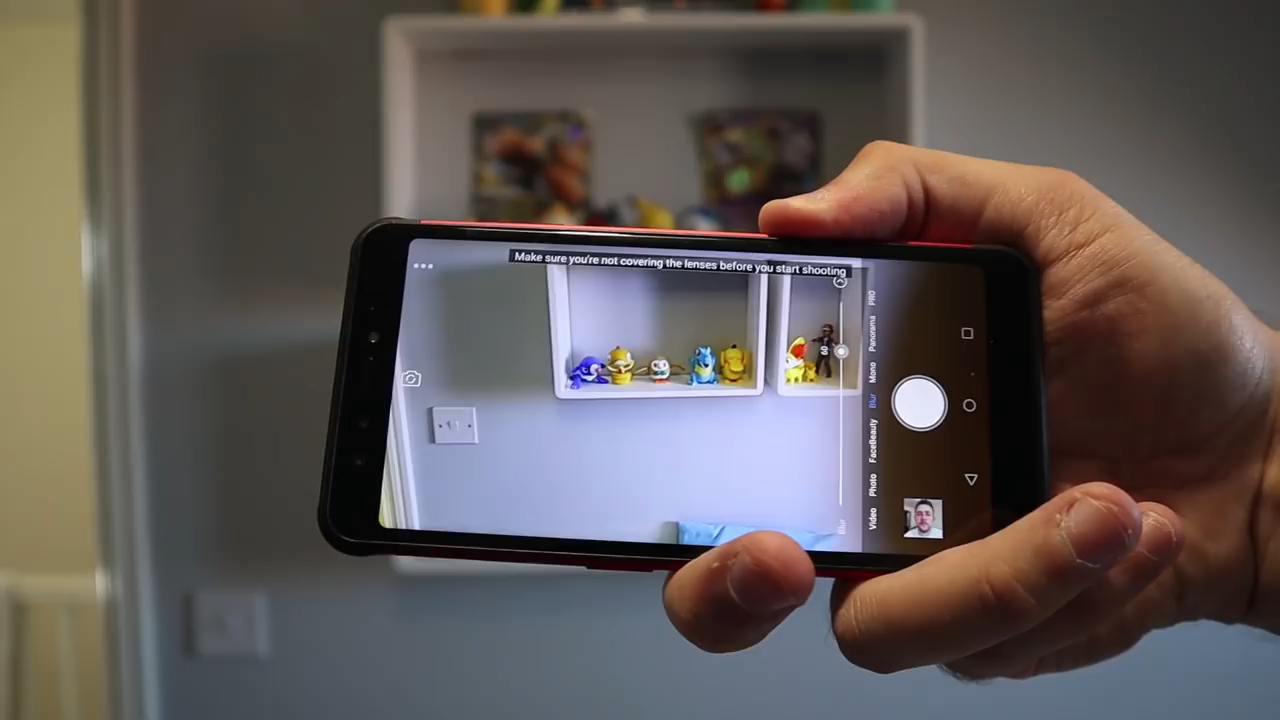 Make sure you're not covering the lenses before you start shooting
60
Blur
PRO
Panorama
Mono
Blur
FaceBeauty
Photo
Video